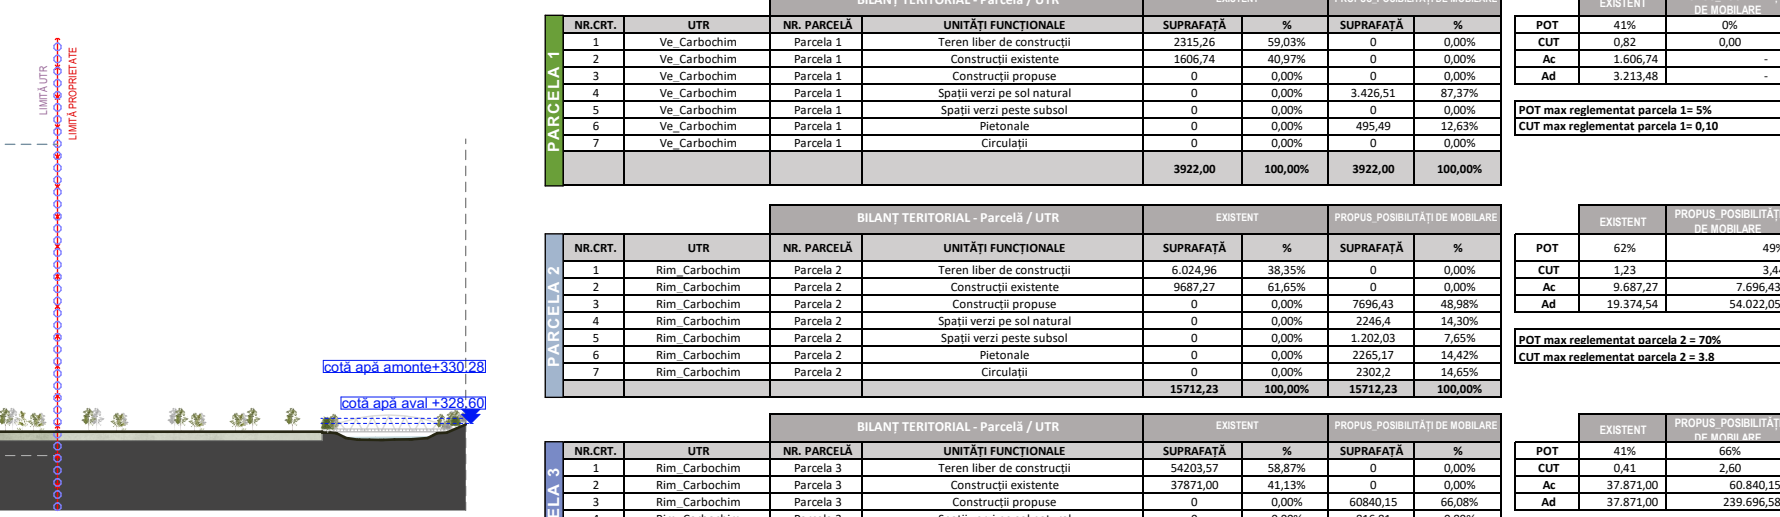 LIMITĂ UTR
LIMITĂ PROPRIETATE
cotă apă amonte+330.28
cotă apă aval +328,60
PARCELA 1
BILANȚ TERITORIAL - Parcelă / UTR EXISTENT PROPUS_POSIBILITĂȚI DE MOBILARE
NR.CRT. UTR NR. PARCELĂ UNITĂȚI FUNCȚIONALE SUPRAFAȚĂ % SUPRAFAȚĂ %
1 Ve_Carbochim Parcela 1 Teren liber de construcții 2315,26 59,03% 0 0,00%
2 Ve_Carbochim Parcela 1 Construcții existente 1606,74 40,97% 0 0,00%
3 Ve_Carbochim Parcela 1 Construcții propuse 0 0,00% 0 0,00%
4 Ve_Carbochim Parcela 1 Spații verzi pe sol natural 0 0,00% 3.426,51 87,37%
5 Ve_Carbochim Parcela 1 Spații verzi peste subsol 0 0,00% 0 0,00%
6 Ve_Carbochim Parcela 1 Pietonale 0 0,00% 495,49 12,63%
7 Ve_Carbochim Parcela 1 Circulații 0 0,00% 0 0,00%
3922,00 100,00% 3922,00 100,00%
EXISTENT DE MOBILARE
POT 41% 0%
CUT 0,82 0,00
Ac 1.606,74 -
Ad 3.213,48 -
POT max reglementat parcela 1= 5%
CUT max reglementat parcela 1= 0,10
PARCELA 2
BILANȚ TERITORIAL - Parcelă / UTR EXISTENT PROPUS_POSIBILITĂȚI DE MOBILARE
NR.CRT. UTR NR. PARCELĂ UNITĂȚI FUNCȚIONALE SUPRAFAȚĂ % SUPRAFAȚĂ %
1 Rim_Carbochim Parcela 2 Teren liber de construcții 6.024,96 38,35% 0 0,00%
2 Rim_Carbochim Parcela 2 Construcții existente 9687,27 61,65% 0 0,00%
3 Rim_Carbochim Parcela 2 Construcții propuse 0 0,00% 7696,43 48,98%
4 Rim_Carbochim Parcela 2 Spații verzi pe sol natural 0 0,00% 2246,4 14,30%
5 Rim_Carbochim Parcela 2 Spații verzi peste subsol 0 0,00% 1.202,03 7,65%
6 Rim_Carbochim Parcela 2 Pietonale 0 0,00% 2265,17 14,42%
7 Rim_Carbochim Parcela 2 Circulații 0 0,00% 2302,2 14,65%
15712,23 100,00% 15712,23 100,00%
EXISTENT PROPUS_POSIBILITĂȚI DE MOBILARE
POT 62% 49%
CUT 1,23 3,4
Ac 9.687,27 7.696,43
Ad 19.374,54 54.022,05
POT max reglementat parcela 2 = 70%
CUT max reglementat parcela 2 = 3.8
3
BILANȚ TERITORIAL - Parcelă / UTR EXISTENT PROPUS_POSIBILITĂȚI DE MOBILARE
NR.CRT. UTR NR. PARCELĂ UNITĂȚI FUNCȚIONALE SUPRAFAȚĂ % SUPRAFAȚĂ %
1 Rim_Carbochim Parcela 3 Teren liber de construcții 54203,57 58,87% 0 0,00%
2 Rim_Carbochim Parcela 3 Construcții existente 37871,00 41,13% 0 0,00%
3 Rim_Carbochim Parcela 3 Construcții propuse 0 0,00% 60840,15 66,08%
EXISTENT PROPUS_POSIBILITĂȚI DE MOBILARE
POT 41% 66%
CUT 0,41 2,60
Ac 37.871,00 60.840,15
Ad 37.871,00 239.696,58